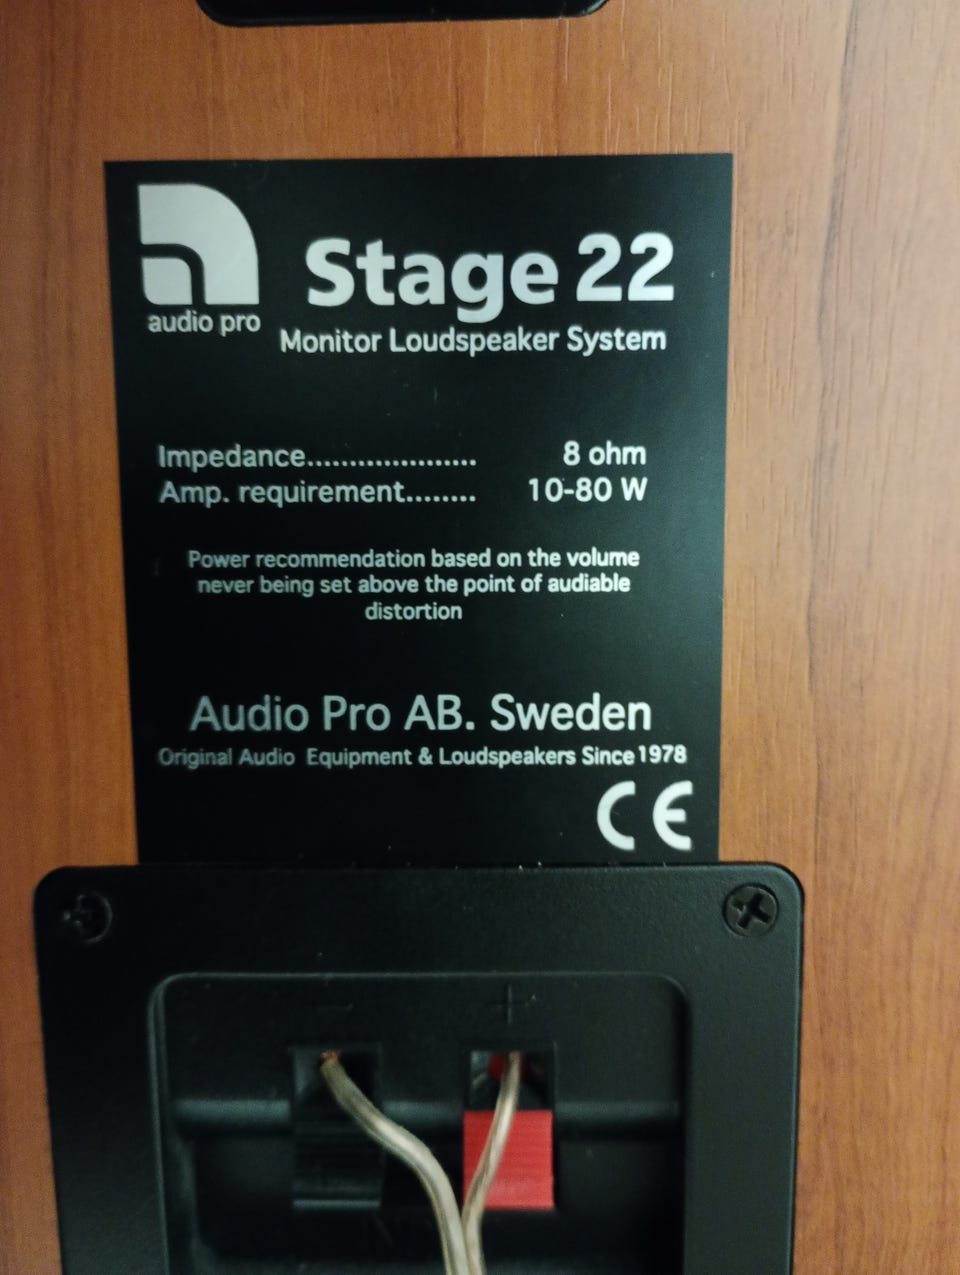 audio pro
Stage 22
Monitor Loudspeaker System
Impedance.................... 8 ohm
Amp. requirement........ 10-80 W
Power recommendation based on the volume
never being set above the point of audiable
distortion
Audio Pro AB. Sweden
Original Audio Equipment & Loudspeakers Since 1978
CE
- +